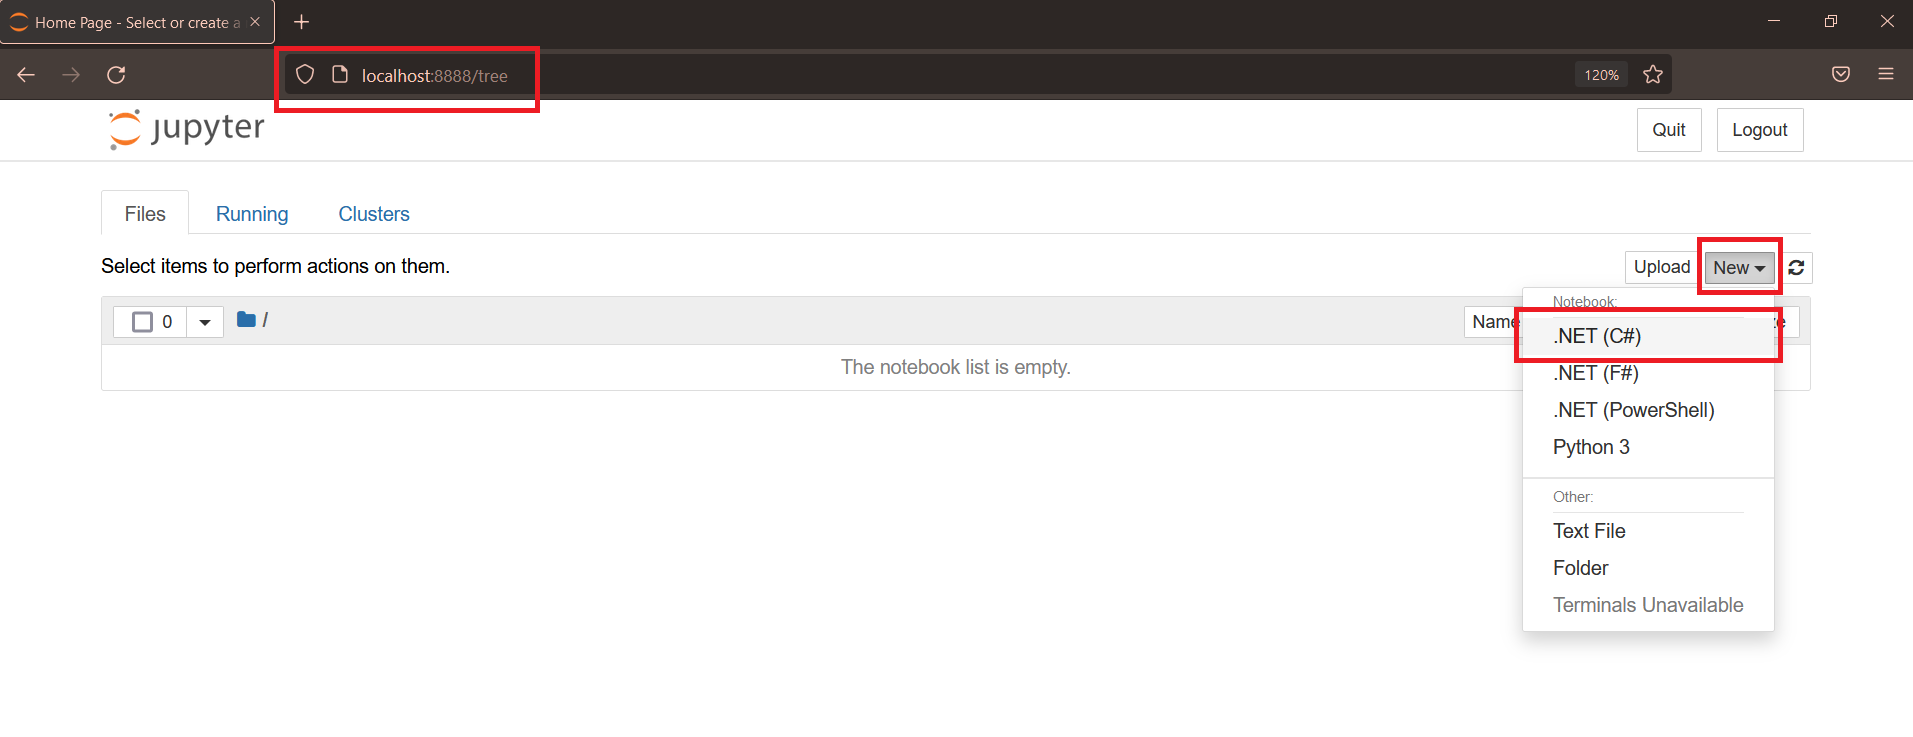 Home Page - Select or create a
localhost:8888/tree
120%
jupyter
Quit
Logout
Files
Running
Clusters
Select items to perform actions on them.
Upload
New
0
/
Name
Notebook:
.NET (C#)
.NET (F#)
.NET (PowerShell)
Python 3
Other:
Text File
Folder
Terminals Unavailable
The notebook list is empty.